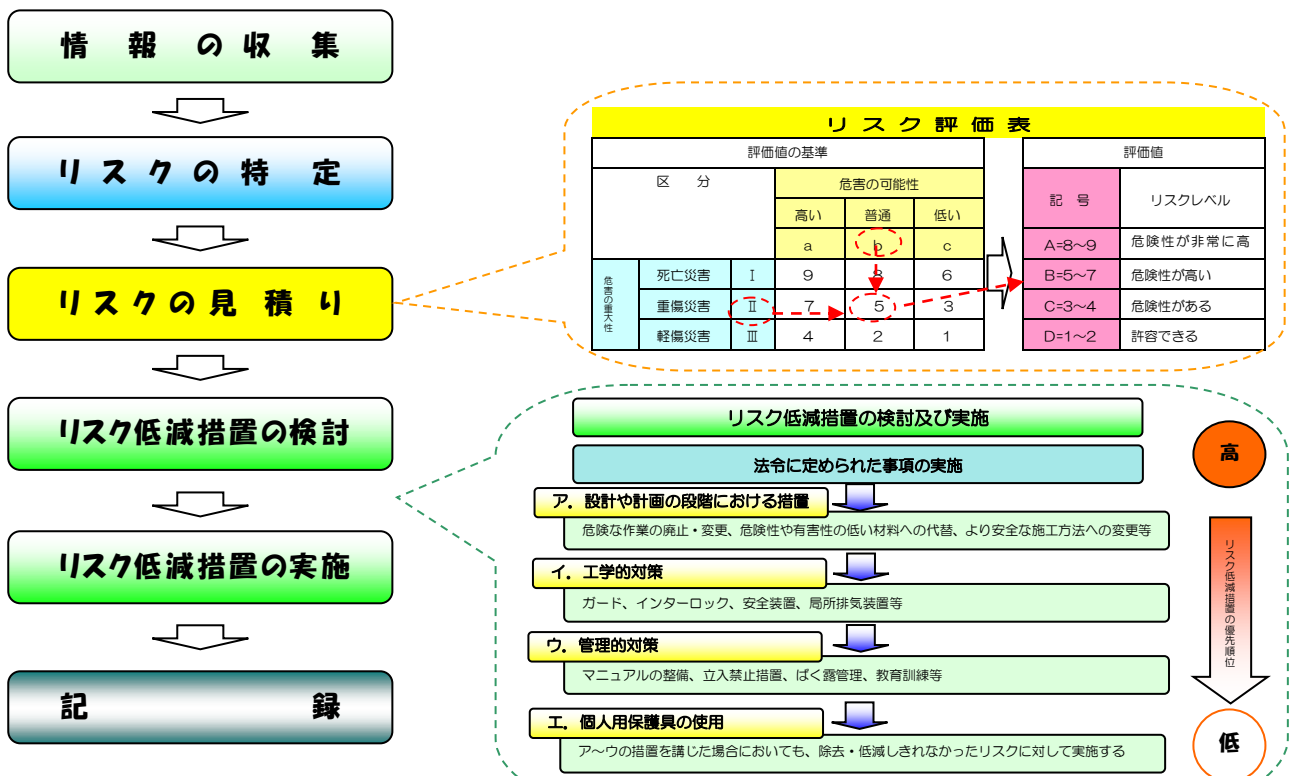 情報の収集
リスクの特定
リスクの見積り
リスク低減措置の検討
リスク低減措置の実施
記録
リスク評価表
評価値の基準
区分
危害の可能性
高い 普通 低い
a b c
危害の重大性
死亡災害 Ⅰ 9 8 6
重傷災害 Ⅱ 7 5 3
軽傷災害 Ⅲ 4 2 1
評価値
記号 リスクレベル
A=8～9 危険性が非常に高
B=5～7 危険性が高い
C=3～4 危険性がある
D=1～2 許容できる
リスク低減措置の検討及び実施
法令に定められた事項の実施
ア．設計や計画の段階における措置
危険な作業の廃止・変更、危険性や有害性の低い材料への代替、より安全な施工方法への変更等
イ．工学的対策
ガード、インターロック、安全装置、局所排気装置等
ウ．管理的対策
マニュアルの整備、立入禁止措置、ばく露管理、教育訓練等
エ．個人用保護具の使用
ア～ウの措置を講じた場合においても、除去・低減しきれなかったリスクに対して実施する
高
リスク低減措置の優先順位
低